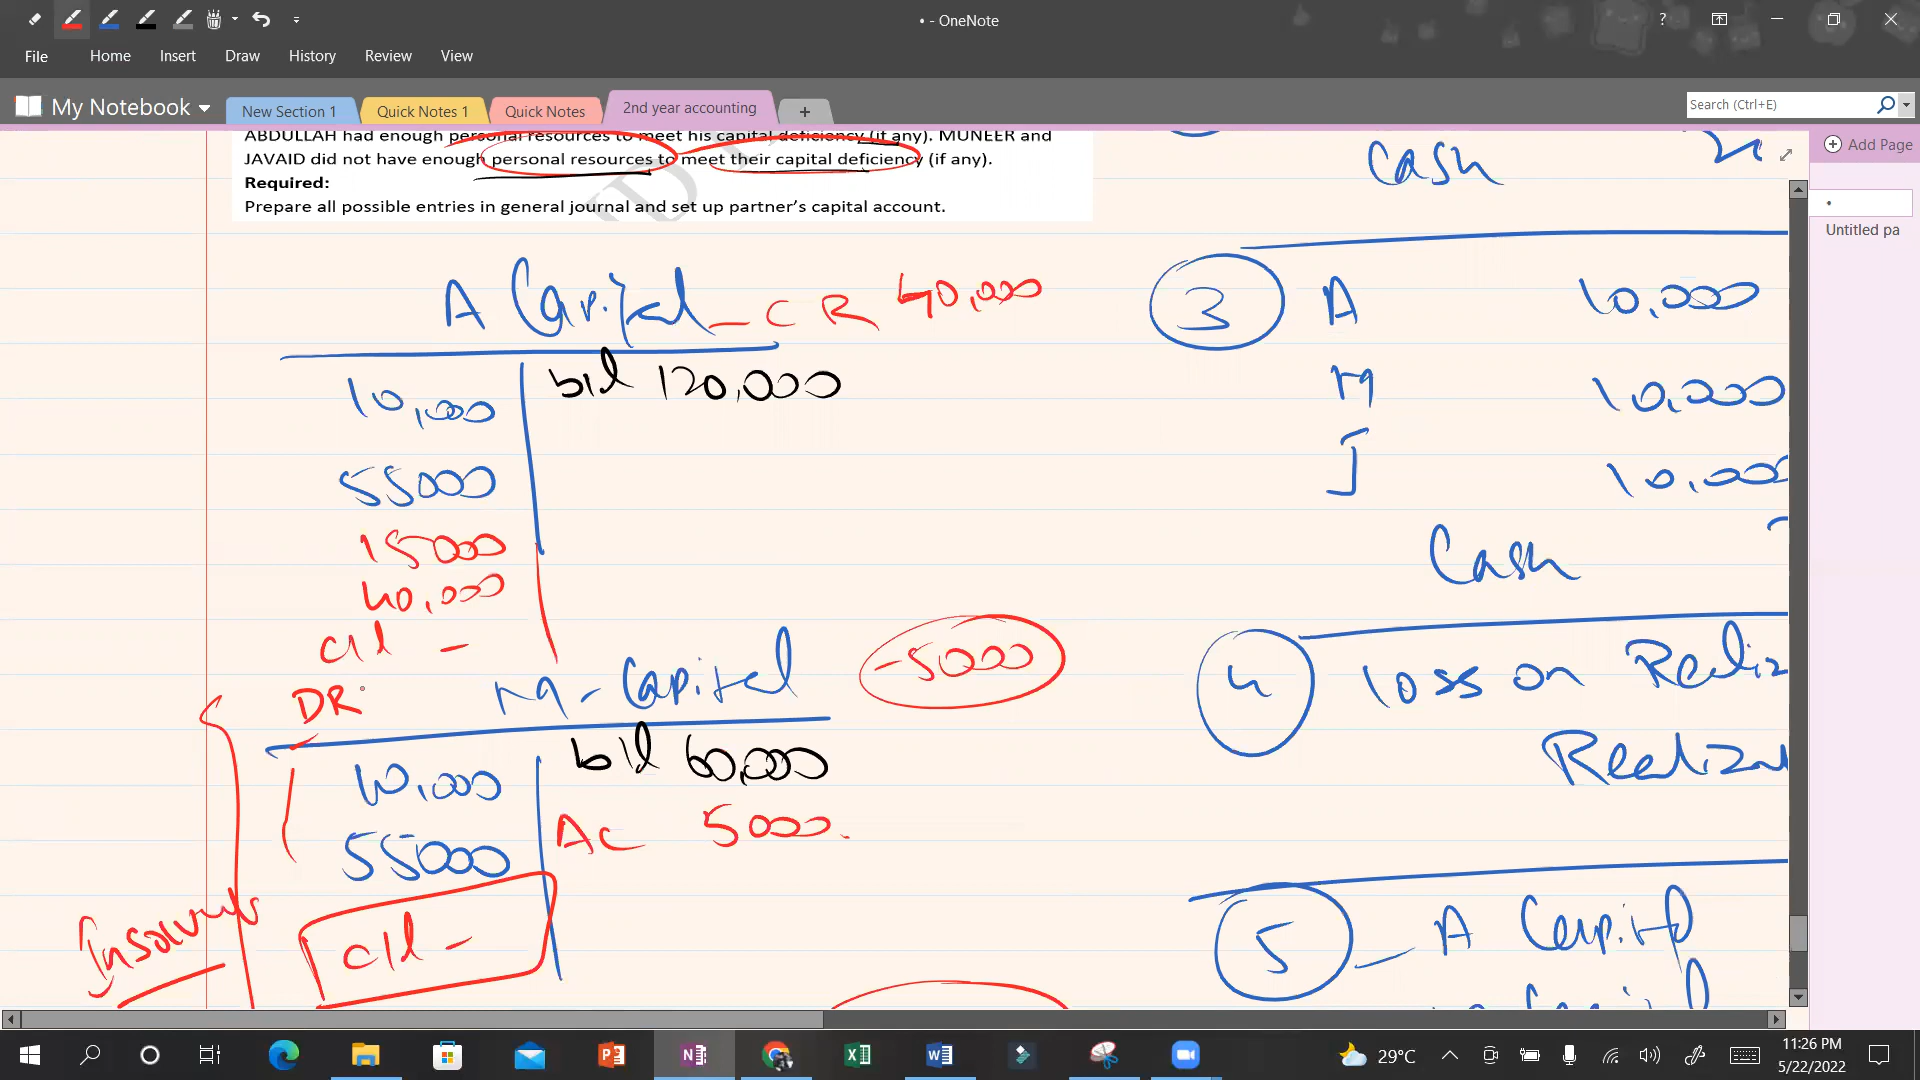 • - OneNote
?
File Home Insert Draw History Review View
My Notebook
New Section 1
Quick Notes 1
Quick Notes
2nd year accounting
+
Search (Ctrl+E)
Add Page
•
Untitled pa
ABDULLAH had enough personal resources to meet his capital deficiency (if any). MUNEER and
JAVAID did not have enough personal resources to meet their capital deficiency (if any).
Required:
Prepare all possible entries in general journal and set up partner's capital account.
A Capital - CR 40,000
10,000
b/d 120,000
55000
15000
40,000
c/d -
DR
M - Capital
-5000
10,000
b/d 60,000
55000
AC 5000
c/d -
Insolvent
Cash
3
A 10,000
M 10,000
J 10,000
Cash
4 loss on Realiz
Realiza
5 - A Capital
29°C
11:26 PM
5/22/2022